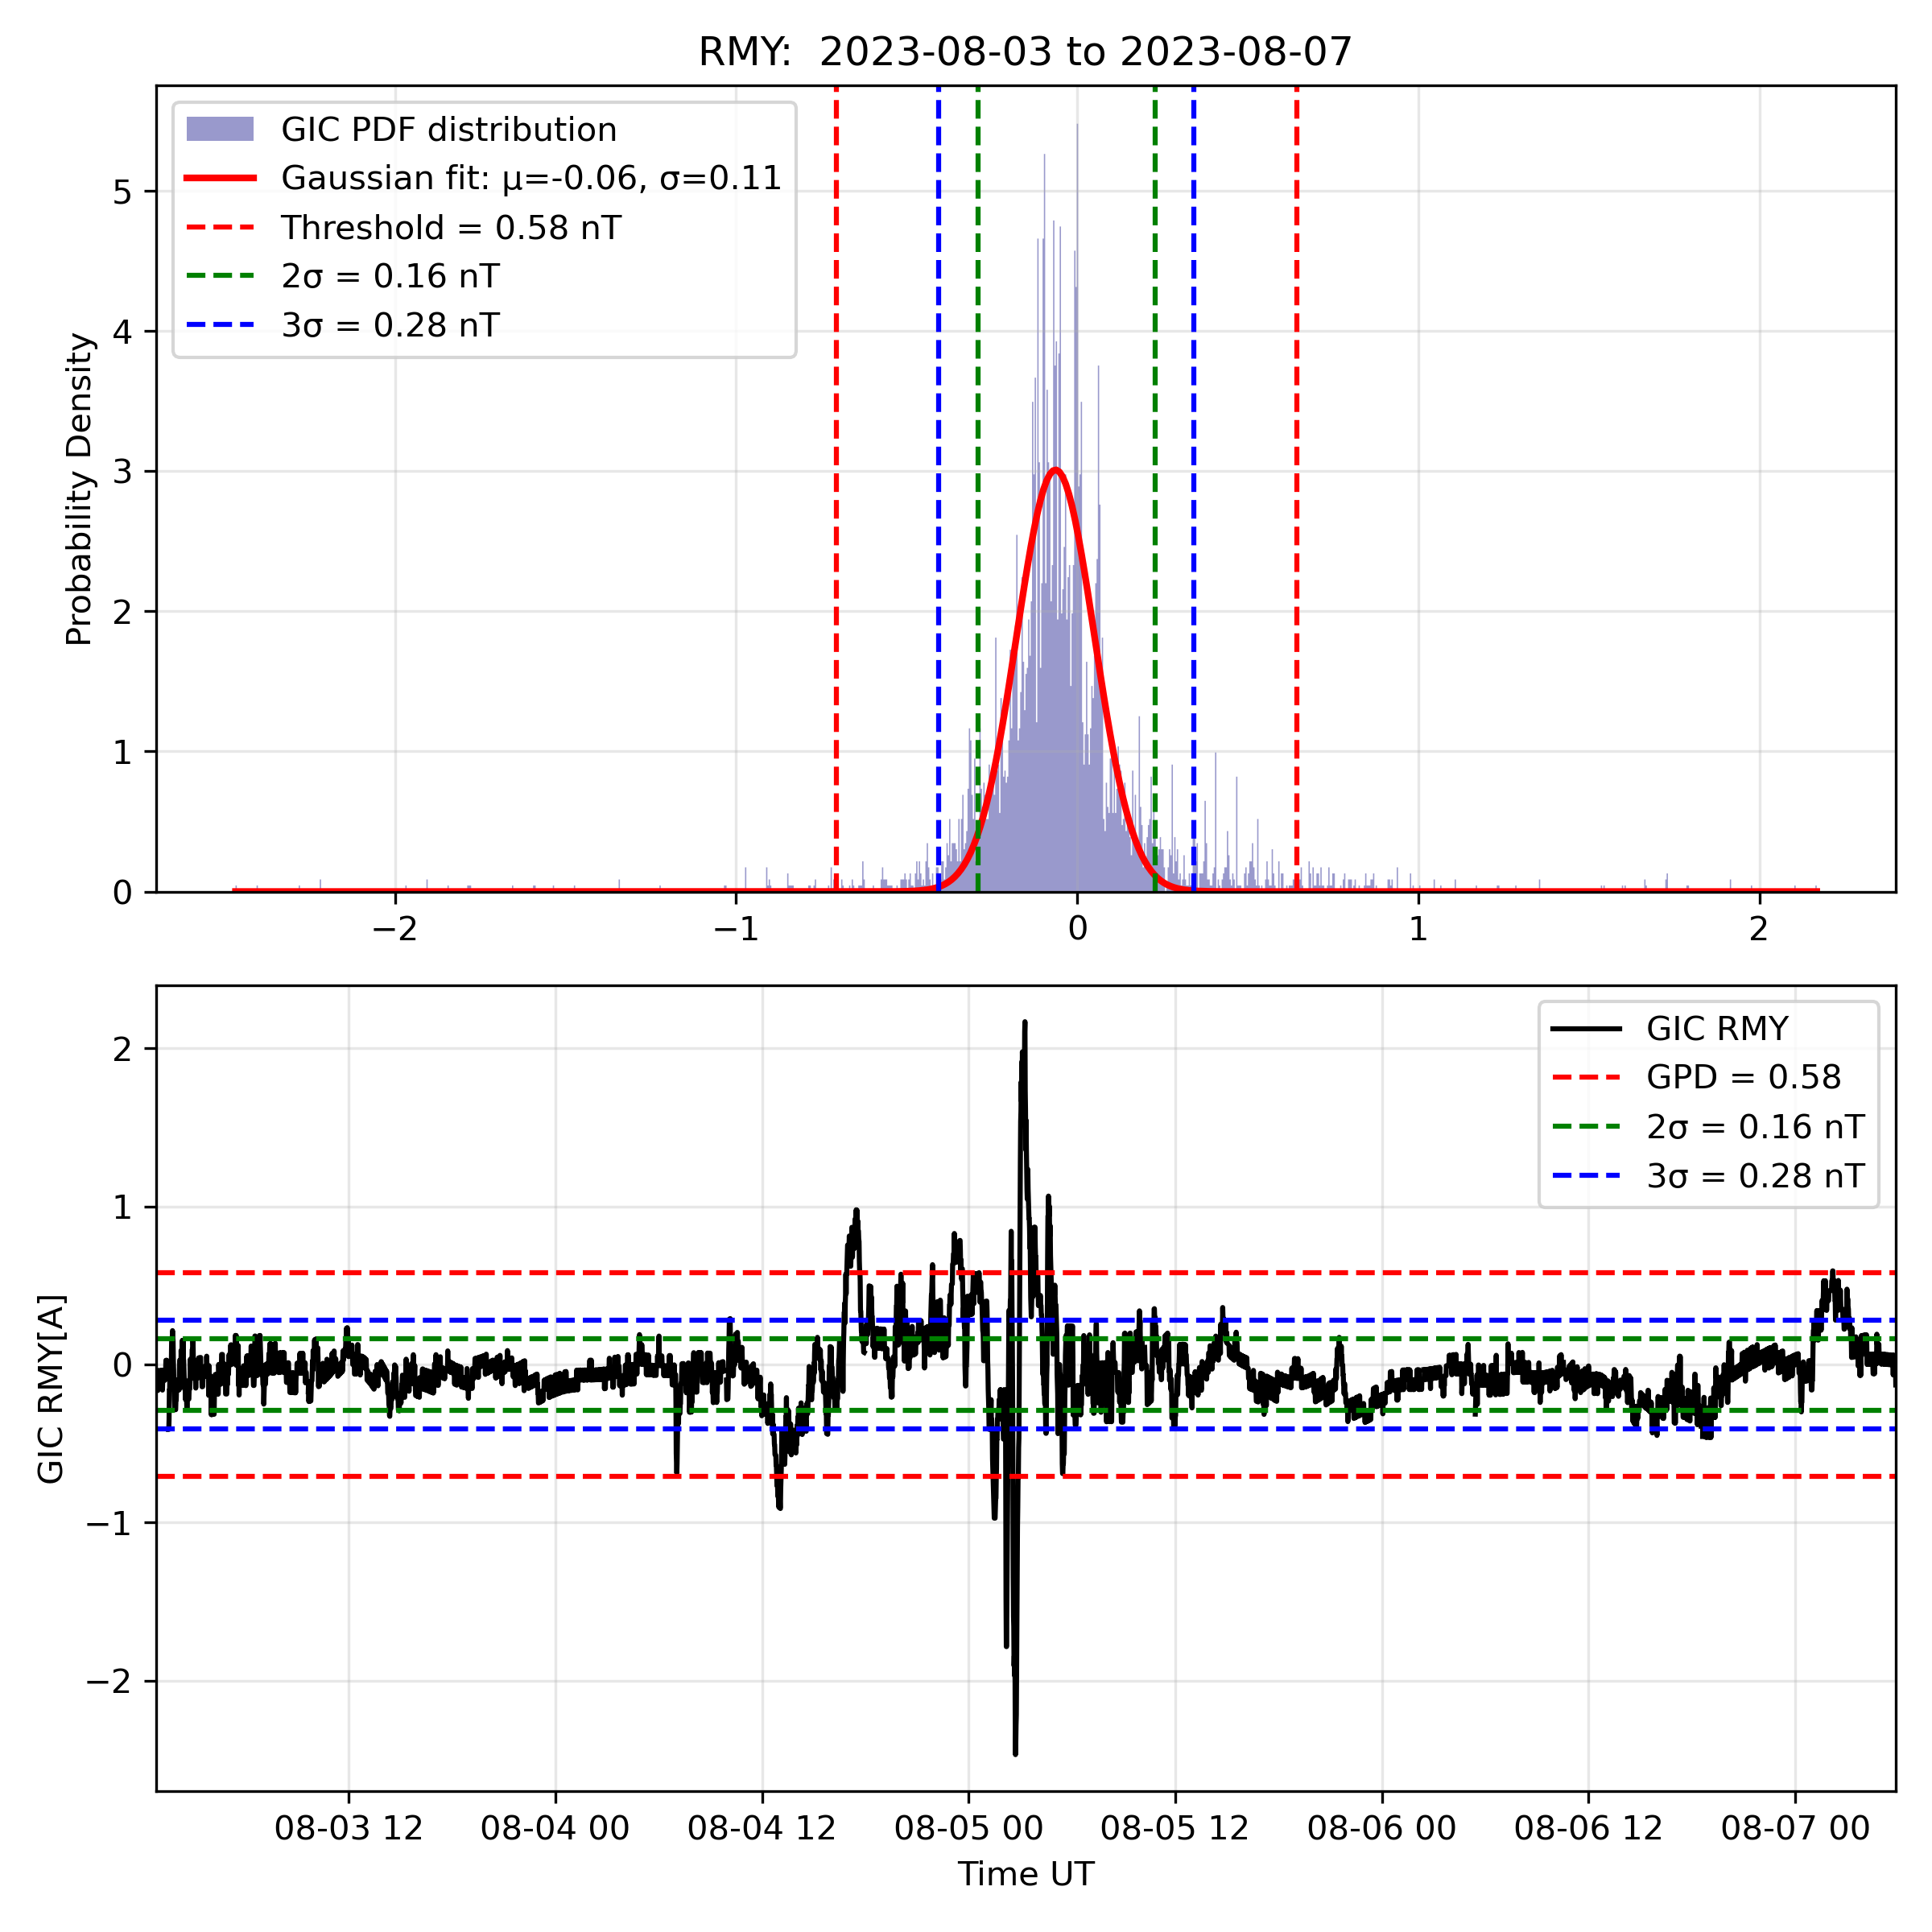 RMY:  2023-08-03 to 2023-08-07
GIC PDF distribution
Gaussian fit: μ=-0.06, σ=0.11
Threshold = 0.58 nT
2σ = 0.16 nT
3σ = 0.28 nT
Probability Density
5
4
3
2
1
0
−2
−1
0
1
2
GIC RMY
GPD = 0.58
2σ = 0.16 nT
3σ = 0.28 nT
GIC RMY[A]
2
1
0
−1
−2
08-03 12
08-04 00
08-04 12
08-05 00
08-05 12
08-06 00
08-06 12
08-07 00
Time UT